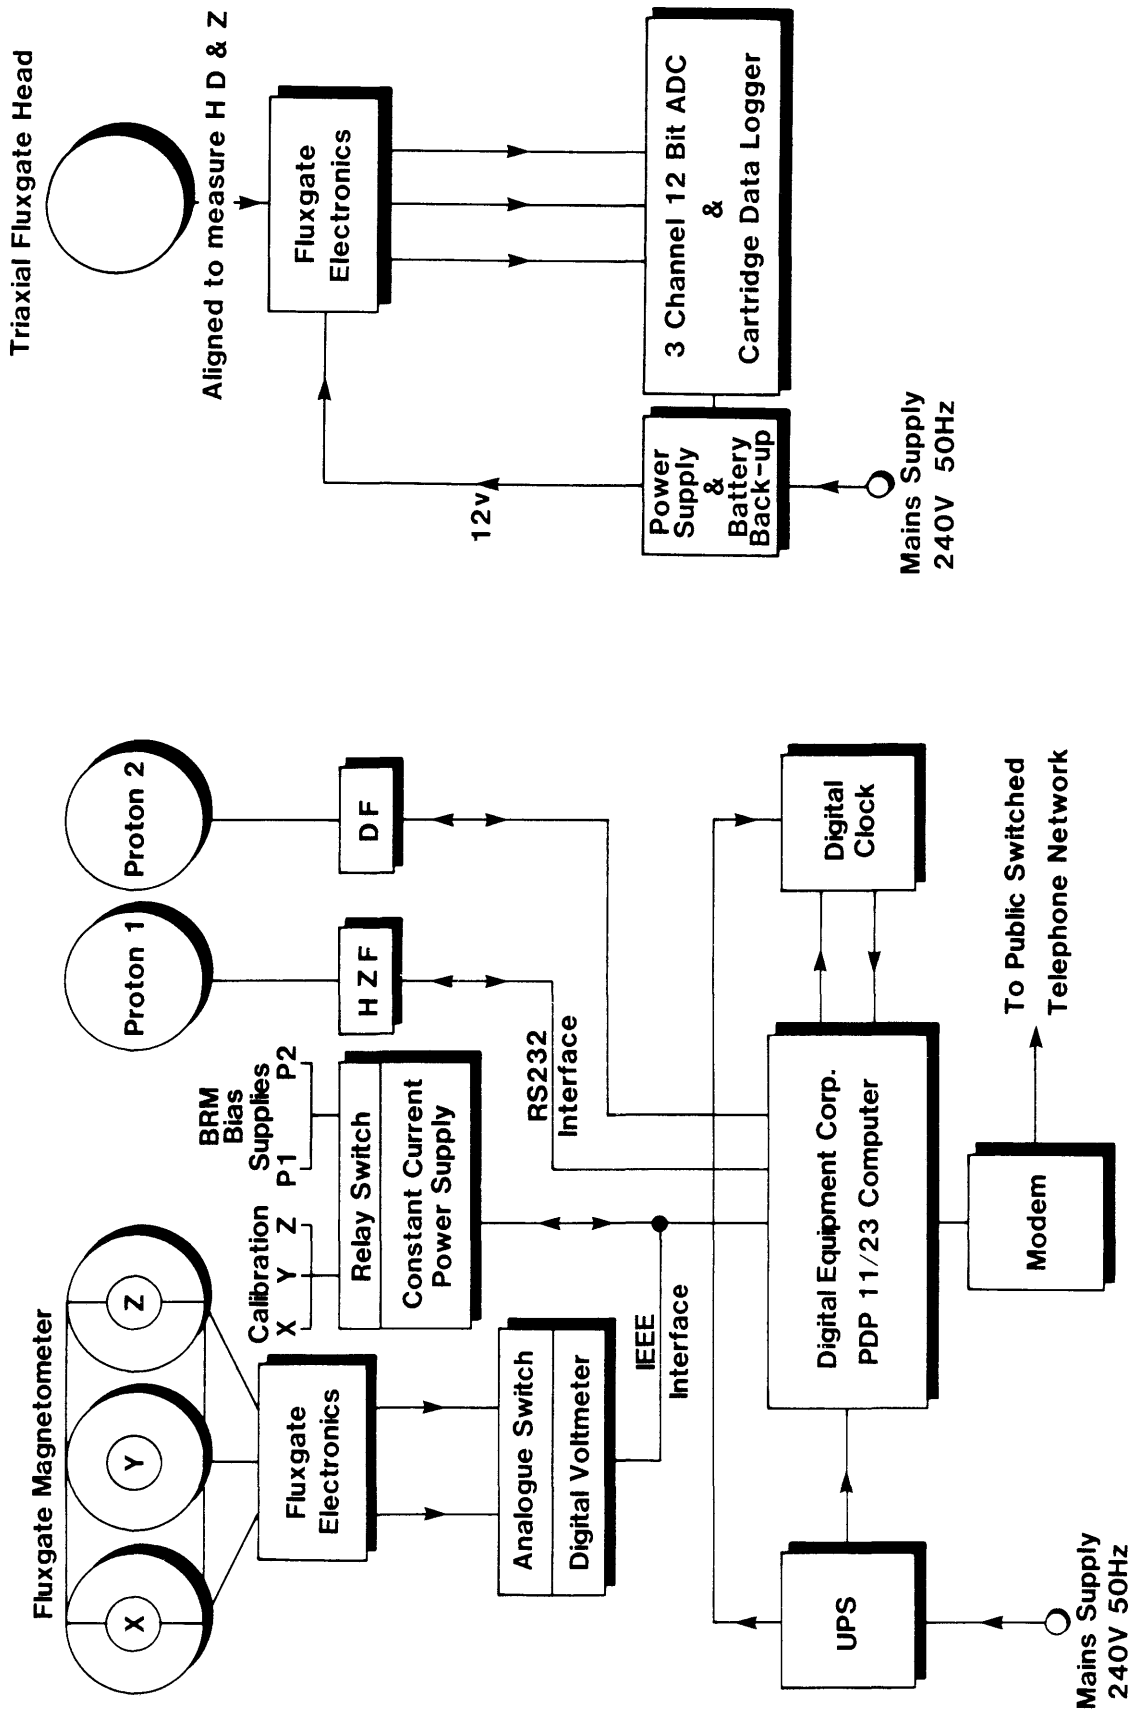 Fluxgate Magnetometer
X
Y
Z
Fluxgate
Electronics
Analogue Switch
Digital Voltmeter
IEEE
Interface
Calibration
X Y Z
BRM
Bias
Supplies
P1 P2
Relay Switch
Constant Current
Power Supply
Proton 1
H Z F
Proton 2
D F
RS232
Interface
UPS
Mains Supply
240V 50Hz
Digital Equipment Corp.
PDP 11/23 Computer
Digital
Clock
Modem
To Public Switched
Telephone Network
Triaxial Fluxgate Head
Aligned to measure H D & Z
Fluxgate
Electronics
12v
3 Channel 12 Bit ADC
&
Cartridge Data Logger
Power
Supply
&
Battery
Back-up
Mains Supply
240V 50Hz